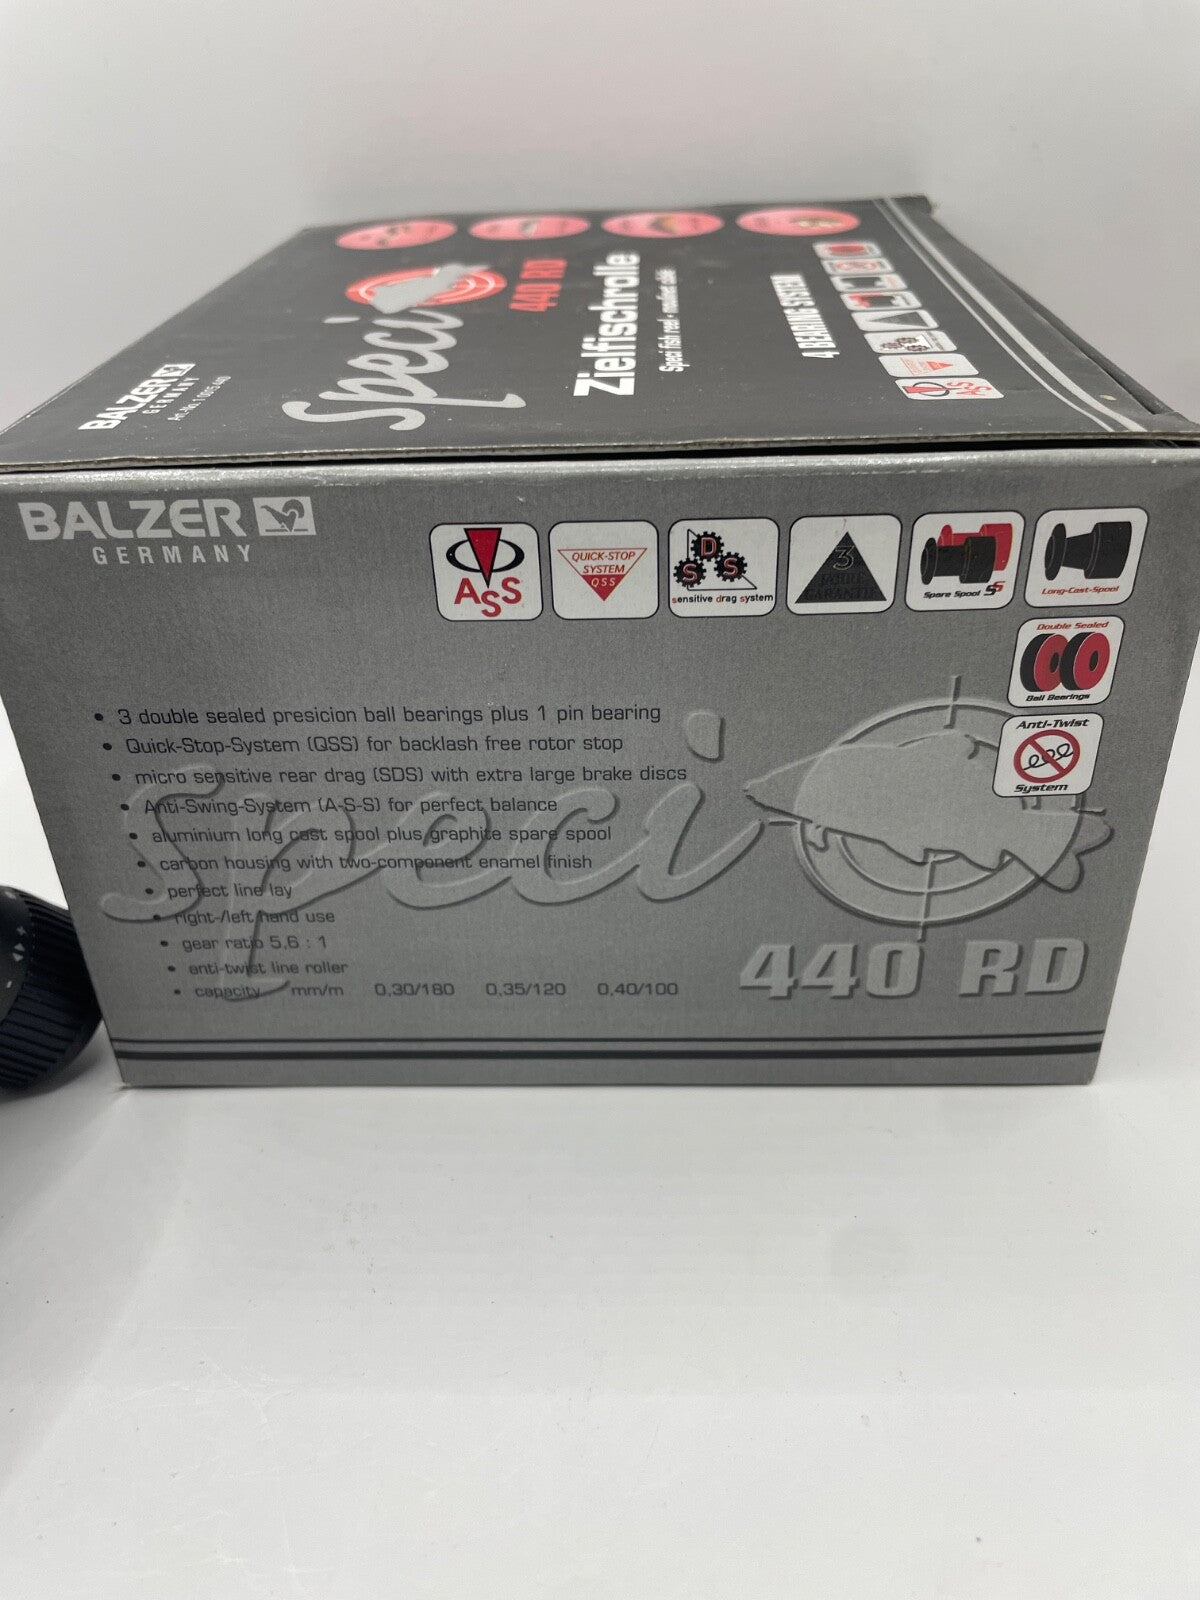 Speci
440 RD
Zielfischrolle
4 BEARING SYSTEM
BALZER
GERMANY
ASS
BALZER
GERMANY
ASS
QUICK-STOP
SYSTEM
QSS
SDS
sensitive drag system
3
JAHRE
GARANTIE
Spare Spool SS
Long-Cast-Spool
Double Sealed
Ball Bearings
Anti-Twist
System
• 3 double sealed presicion ball bearings plus 1 pin bearing
• Quick-Stop-System (QSS) for backlash free rotor stop
• micro sensitive rear drag (SDS) with extra large brake discs
• Anti-Swing-System (A-S-S) for perfect balance
• aluminium long cast spool plus graphite spare spool
• carbon housing with two-component enamel finish
• perfect line lay
• right-/left hand use
• gear ratio 5,6 : 1
• anti-twist line roller
• capacity mm/m 0,30/180 0,35/120 0,40/100
Speci
440 RD